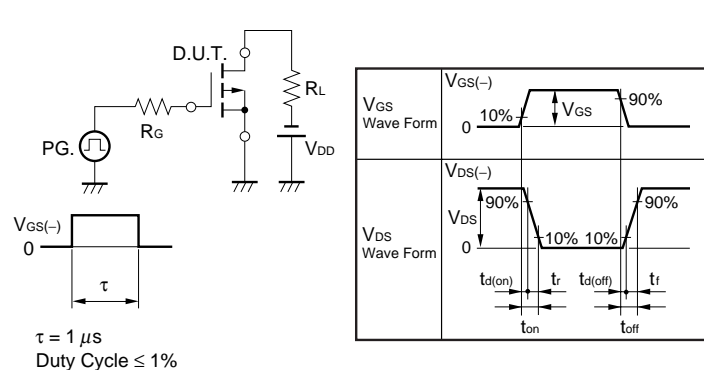 D.U.T.
RL
RG
PG.
VDD
VGS(−)
0
τ
τ = 1 μs
Duty Cycle ≤ 1%
VGS
Wave Form
VGS(−)
10%
0
VGS
90%
VDS
Wave Form
VDS(−)
90%
VDS
0
10% 10%
90%
td(on) tr td(off) tf
ton toff